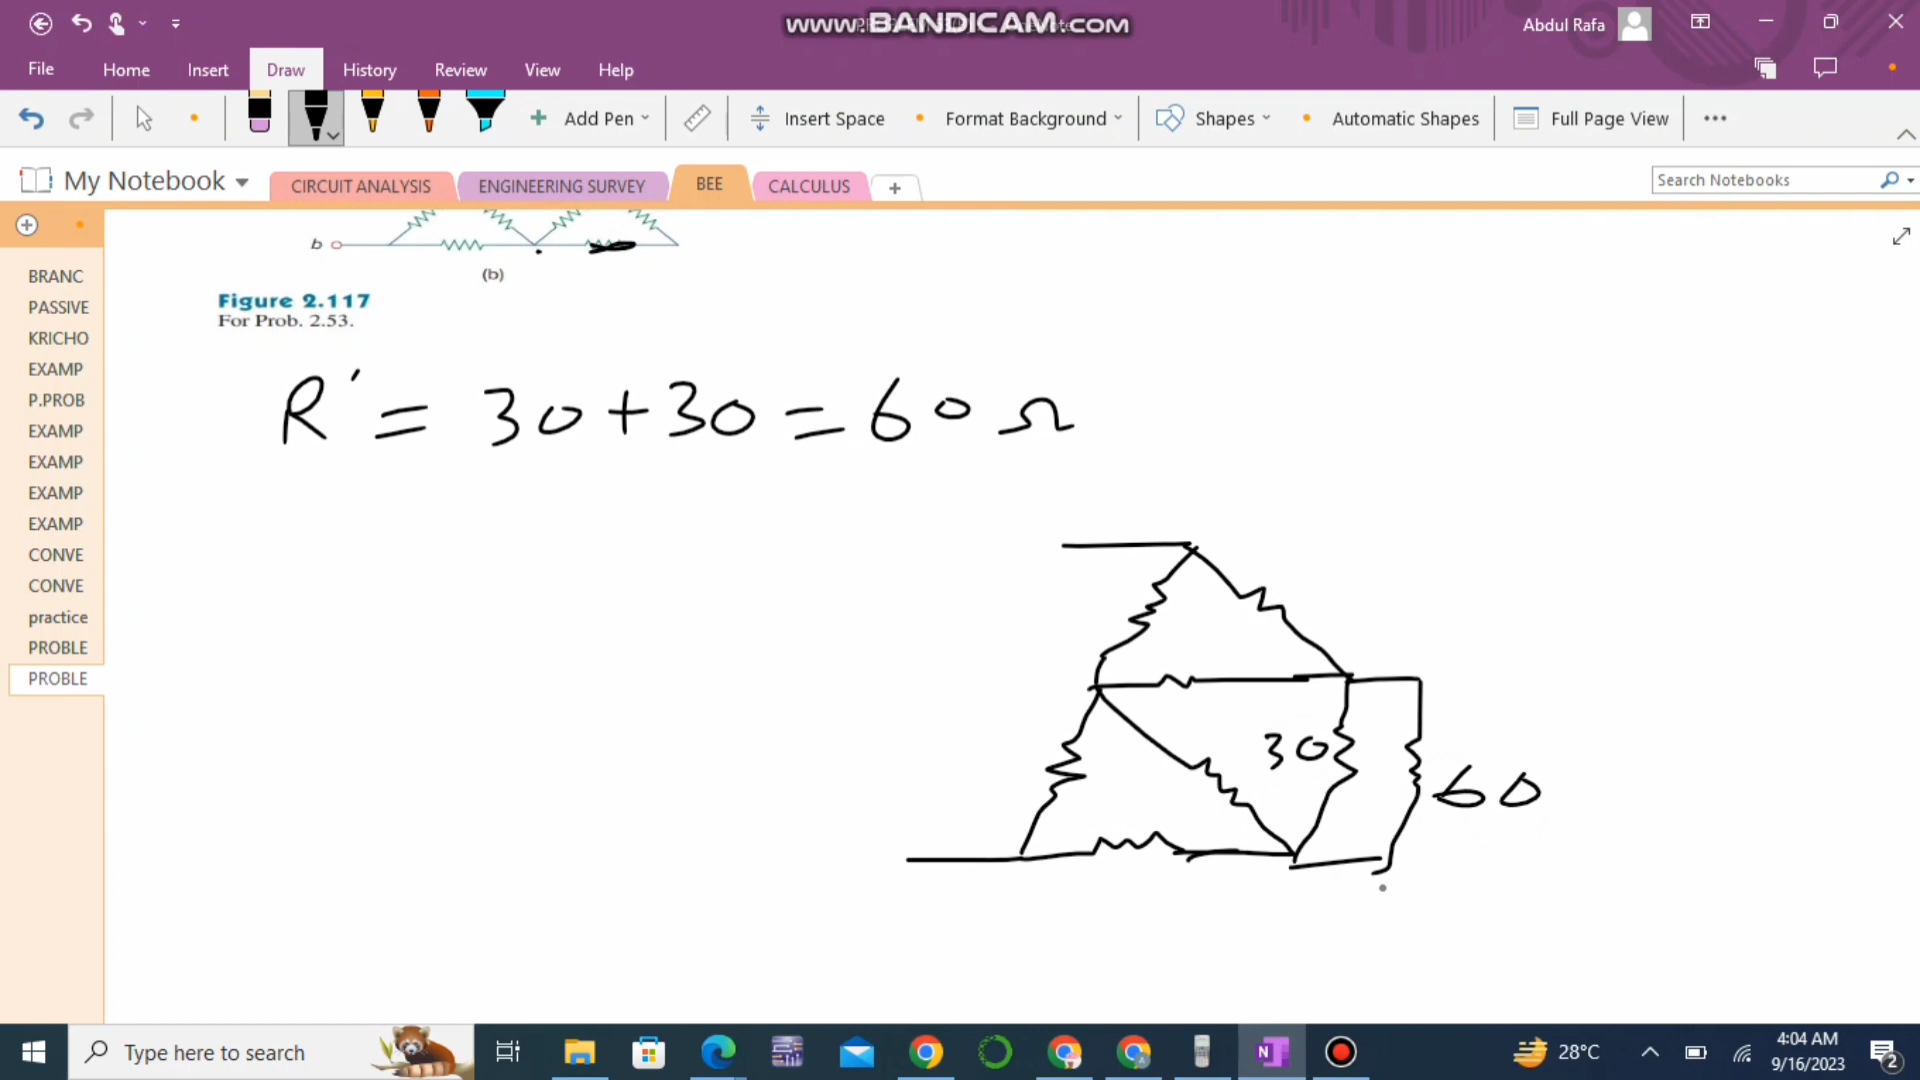 www.BANDICAM.com
Abdul Rafa
File Home Insert Draw History Review View Help
Add Pen Insert Space Format Background Shapes Automatic Shapes Full Page View
My Notebook CIRCUIT ANALYSIS ENGINEERING SURVEY BEE CALCULUS +
Search Notebooks
BRANC
PASSIVE
KRICHO
EXAMP
P.PROB
EXAMP
EXAMP
EXAMP
EXAMP
CONVE
CONVE
practice
PROBLE
PROBLE
b
(b)
Figure 2.117
For Prob. 2.53.
R' = 30+30 = 60 Ω
30
60
Type here to search
28°C
4:04 AM
9/16/2023
2